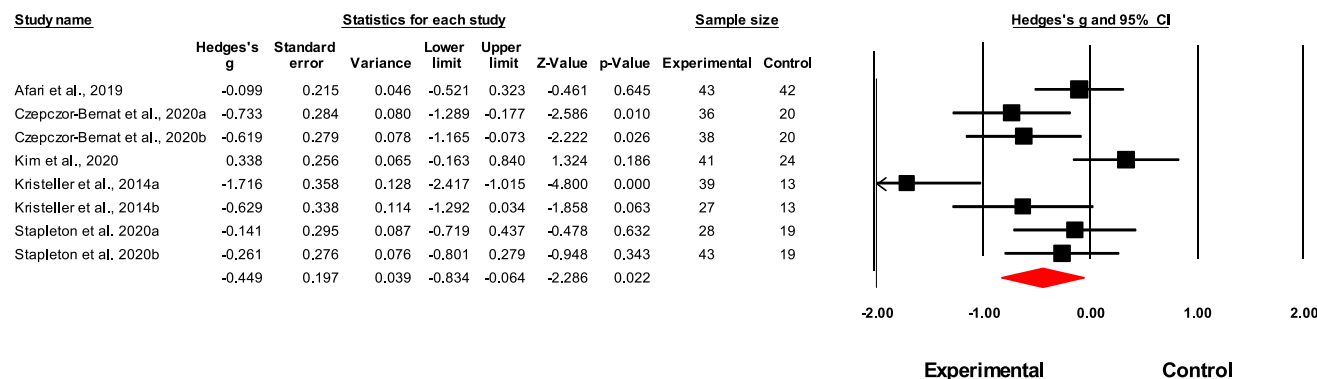 Study name Statistics for each study Sample size Hedges's g and 95% CI
Hedges's Standard Lower Upper
g error Variance limit limit Z-Value p-Value Experimental Control
Afari et al., 2019 -0.099 0.215 0.046 -0.521 0.323 -0.461 0.645 43 42
Czepczor-Bernat et al., 2020a -0.733 0.284 0.080 -1.289 -0.177 -2.586 0.010 36 20
Czepczor-Bernat et al., 2020b -0.619 0.279 0.078 -1.165 -0.073 -2.222 0.026 38 20
Kim et al., 2020 0.338 0.256 0.065 -0.163 0.840 1.324 0.186 41 24
Kristeller et al., 2014a -1.716 0.358 0.128 -2.417 -1.015 -4.800 0.000 39 13
Kristeller et al., 2014b -0.629 0.338 0.114 -1.292 0.034 -1.858 0.063 27 13
Stapleton et al. 2020a -0.141 0.295 0.087 -0.719 0.437 -0.478 0.632 28 19
Stapleton et al. 2020b -0.261 0.276 0.076 -0.801 0.279 -0.948 0.343 43 19
-0.449 0.197 0.039 -0.834 -0.064 -2.286 0.022
-2.00 -1.00 0.00 1.00 2.00
Experimental Control